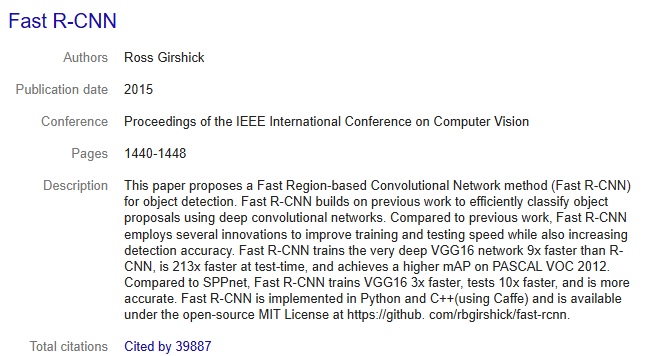 Fast R-CNN
Authors Ross Girshick
Publication date 2015
Conference Proceedings of the IEEE International Conference on Computer Vision
Pages 1440-1448
Description This paper proposes a Fast Region-based Convolutional Network method (Fast R-CNN)
for object detection. Fast R-CNN builds on previous work to efficiently classify object
proposals using deep convolutional networks. Compared to previous work, Fast R-CNN
employs several innovations to improve training and testing speed while also increasing
detection accuracy. Fast R-CNN trains the very deep VGG16 network 9x faster than R-
CNN, is 213x faster at test-time, and achieves a higher mAP on PASCAL VOC 2012.
Compared to SPPnet, Fast R-CNN trains VGG16 3x faster, tests 10x faster, and is more
accurate. Fast R-CNN is implemented in Python and C++(using Caffe) and is available
under the open-source MIT License at https://github. com/rbgirshick/fast-rcnn.
Total citations Cited by 39887